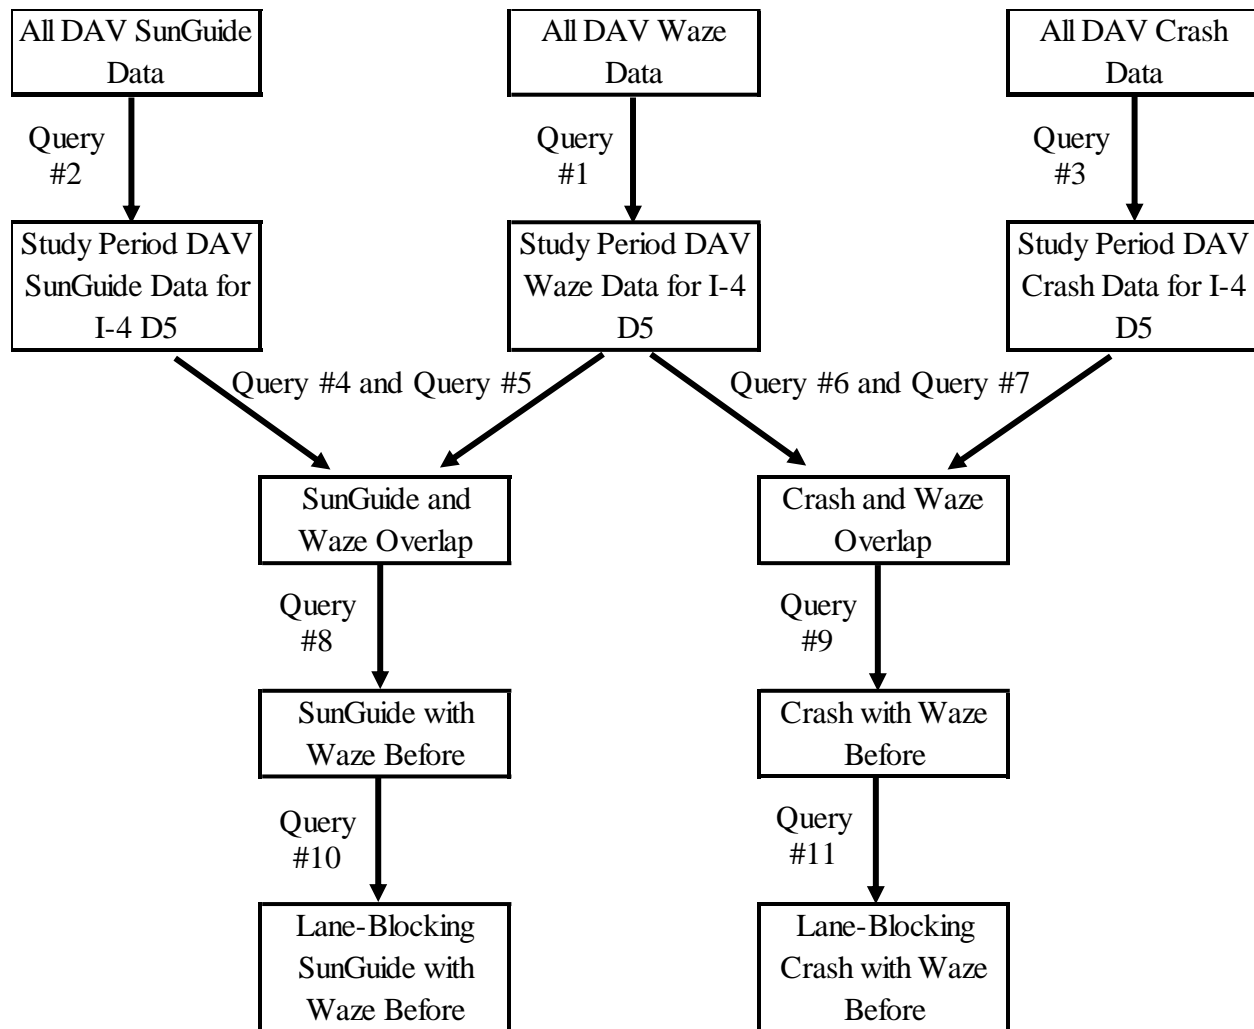 All DAV SunGuide
Data
All DAV Waze
Data
All DAV Crash
Data
Query
#2
Query
#1
Query
#3
Study Period DAV
SunGuide Data for
I-4 D5
Study Period DAV
Waze Data for I-4
D5
Study Period DAV
Crash Data for I-4
D5
Query #4 and Query #5
Query #6 and Query #7
SunGuide and
Waze Overlap
Crash and Waze
Overlap
Query
#8
Query
#9
SunGuide with
Waze Before
Crash with Waze
Before
Query
#10
Query
#11
Lane-Blocking
SunGuide with
Waze Before
Lane-Blocking
Crash with Waze
Before